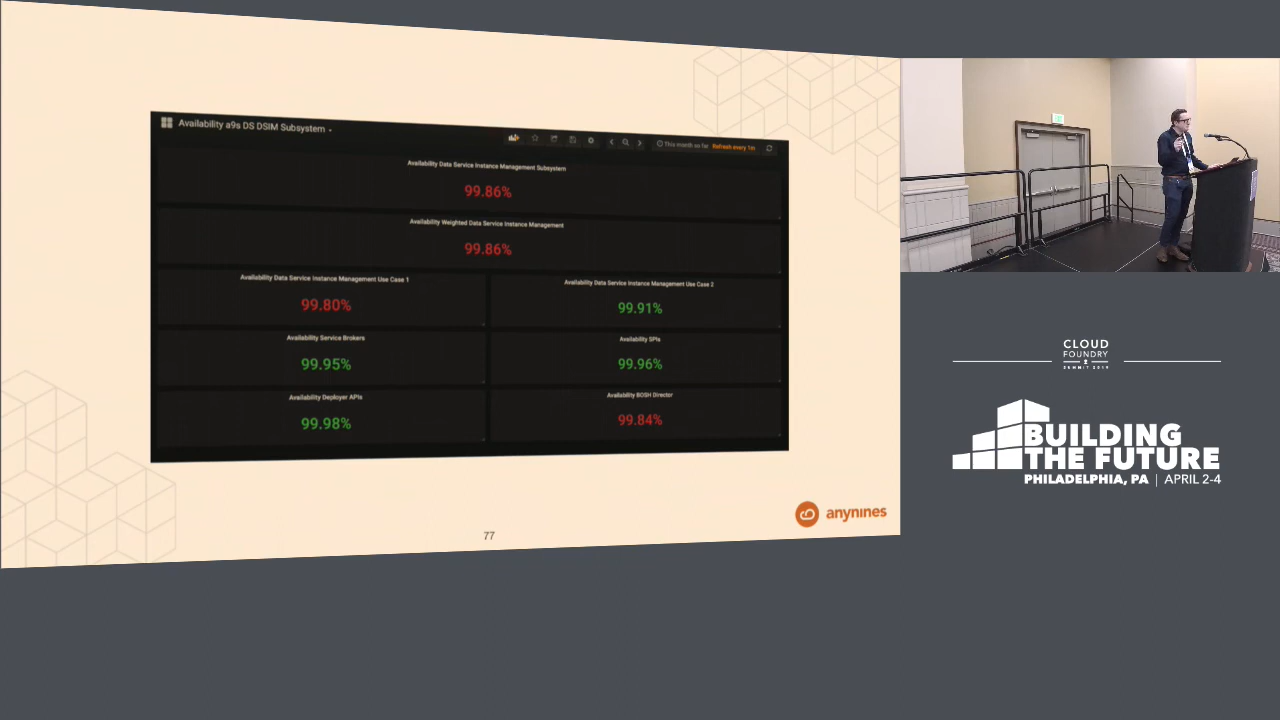 Availability a9s DS DSIM Subsystem
This month so far Refresh every 1m
Availability Data Service Instance Management Subsystem
99.86%
Availability Weighted Data Service Instance Management
99.86%
Availability Data Service Instance Management Use Case 1
99.80%
Availability Data Service Instance Management Use Case 2
99.91%
Availability Service Brokers
99.95%
Availability SPIs
99.96%
Availability Deployer APIs
99.98%
Availability BOSH Director
99.84%
77
anynines
CLOUD
FOUNDRY
SUMMIT 2019
BUILDING
THE FUTURE
PHILADELPHIA, PA | APRIL 2-4